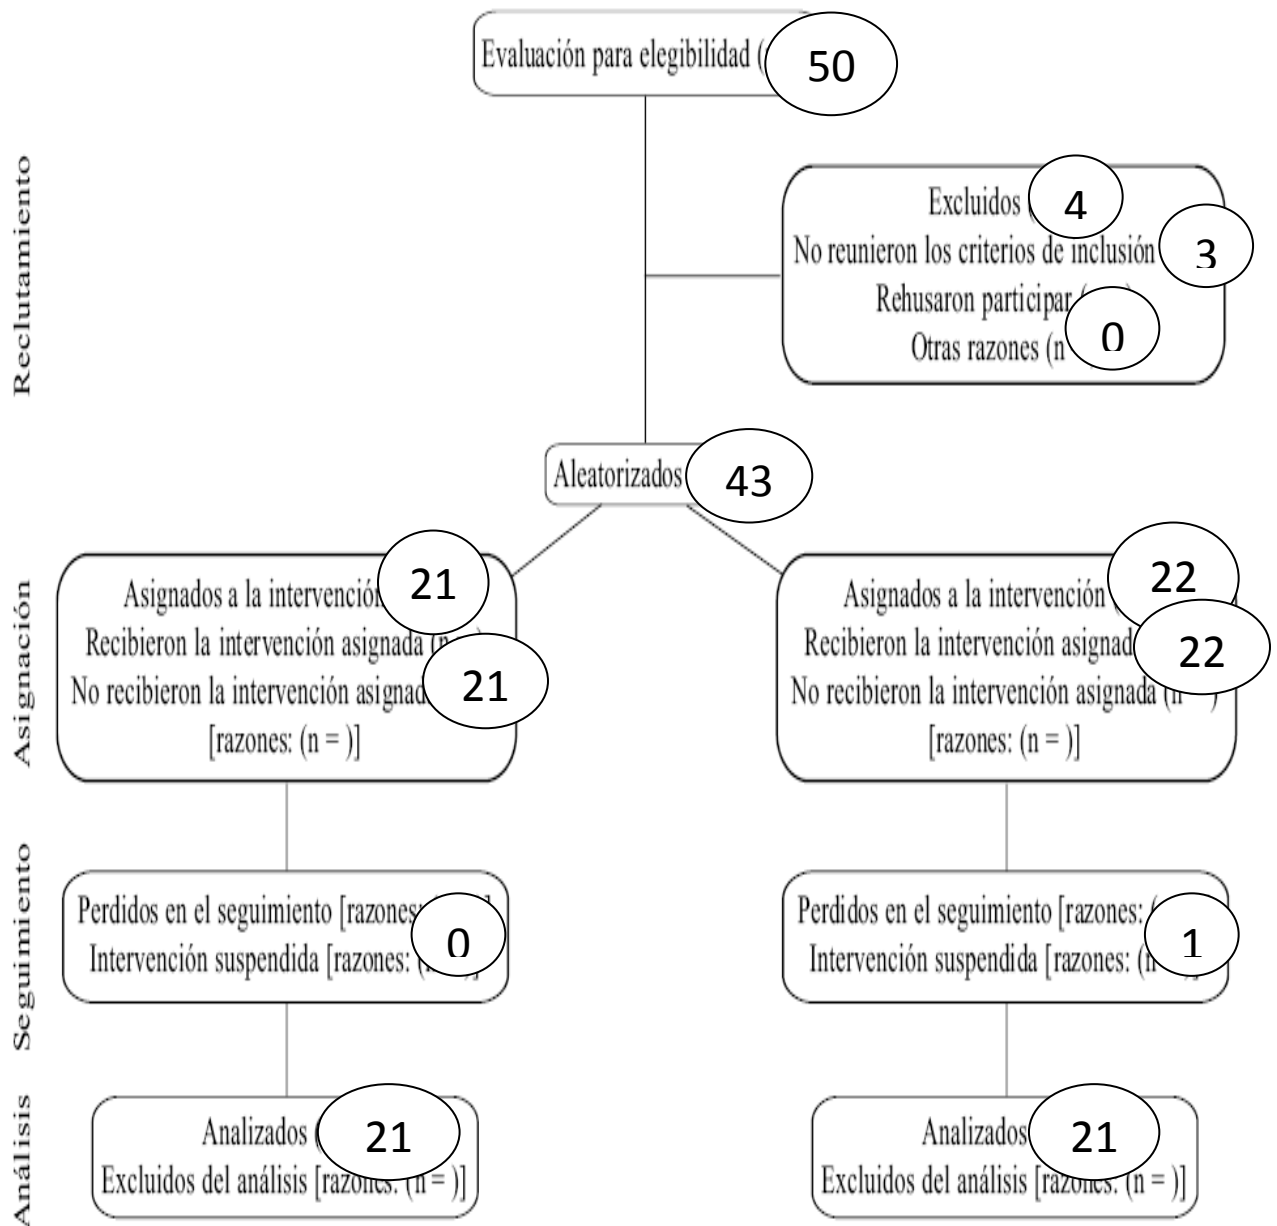 Evaluación para elegibilidad ( 50
Reclutamiento
Excluidos ( 4
No reunieron los criterios de inclusión 3
Rehusaron participar (
Otras razones (n 0
Aleatorizados 43
Asignación
Asignados a la intervención 21
Recibieron la intervención asignada (n = )
No recibieron la intervención 21
[razones: (n = )]
Asignados a la intervención ( 22
Recibieron la intervención 22
No recibieron la intervención asignada (n = )
[razones: (n = )]
Seguimiento
Perdidos en el seguimiento [razones: ( ]
Intervención suspendida [razones: ( 0 )]
Perdidos en el seguimiento [razones: (
Intervención suspendida [razones: (n 1 ]
Análisis
Analizados ( 21
Excluidos del análisis [razones: (n = )]
Analizados 21
Excluidos del análisis [razones: (n = )]